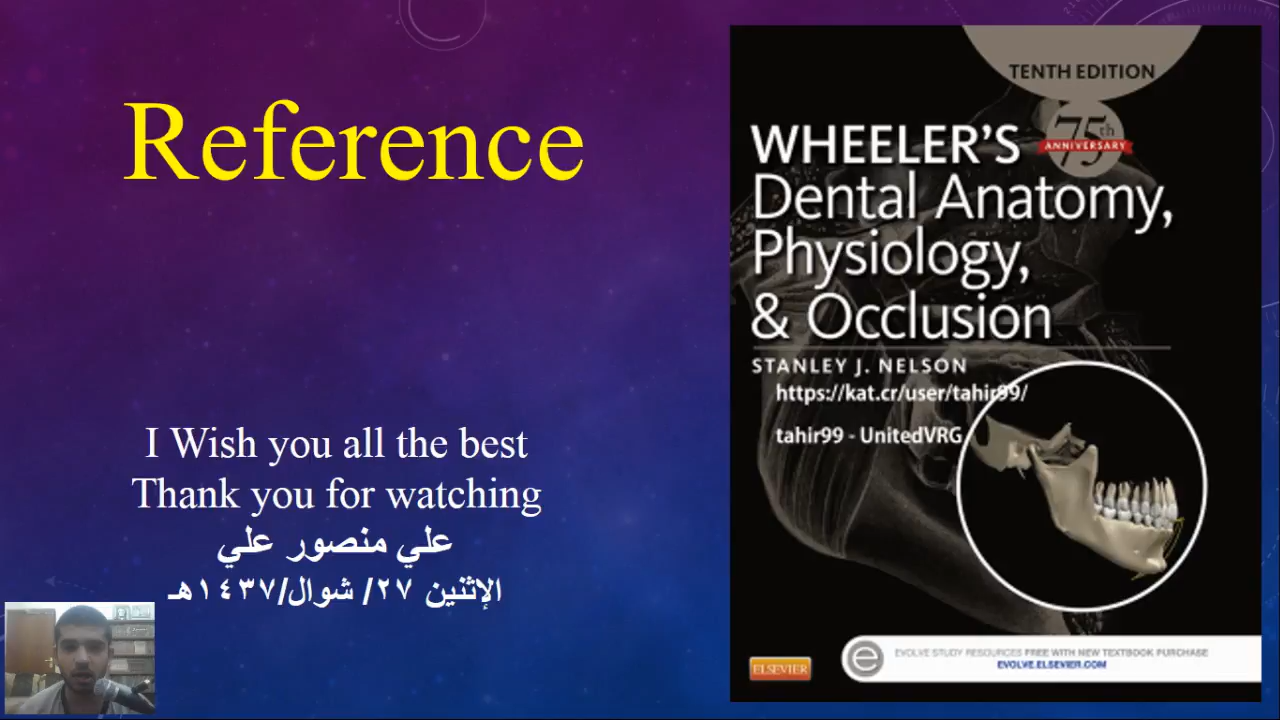 Reference
I Wish you all the best
Thank you for watching
علي منصور علي
الإثنين ٢٧/ شوال/١٤٣٧هـ
TENTH EDITION
75th
ANNIVERSARY
WHEELER'S
Dental Anatomy,
Physiology,
& Occlusion
STANLEY J. NELSON
https://kat.cr/user/tahir99/
tahir99 - UnitedVRG
ELSEVIER
EVOLVE STUDY RESOURCES FREE WITH NEW TEXTBOOK PURCHASE
EVOLVE.ELSEVIER.COM